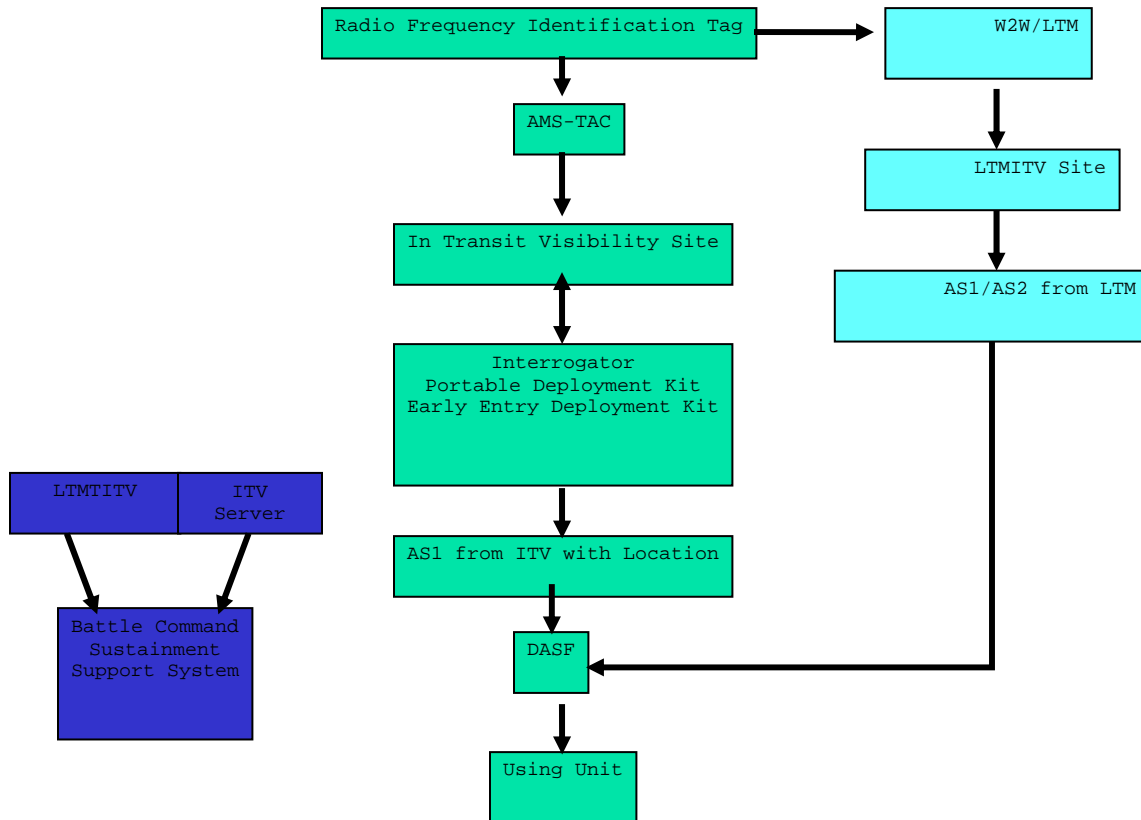 Radio Frequency Identification Tag
W2W/LTM
AMS-TAC
LTMITV Site
In Transit Visibility Site
AS1/AS2 from LTM
Interrogator
Portable Deployment Kit
Early Entry Deployment Kit
LTMTITV
ITV
Server
AS1 from ITV with Location
Battle Command
Sustainment
Support System
DASF
Using Unit